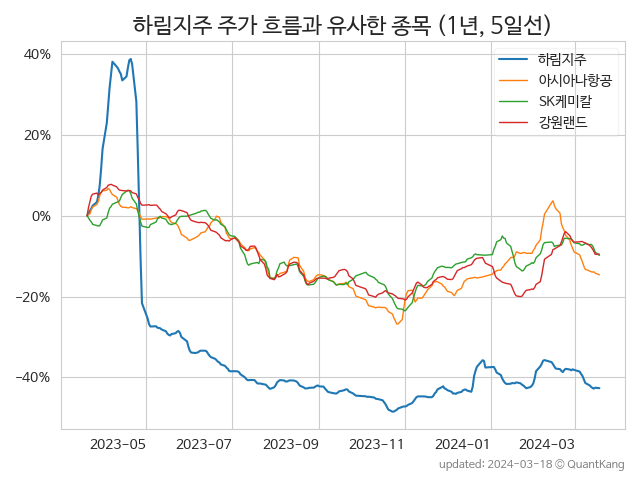 하림지주 주가 흐름과 유사한 종목 (1년, 5일선)
하림지주
아시아나항공
SK케미칼
강원랜드
40%
20%
0%
−20%
−40%
2023-05 2023-07 2023-09 2023-11 2024-01 2024-03
updated: 2024-03-18 © QuantKang